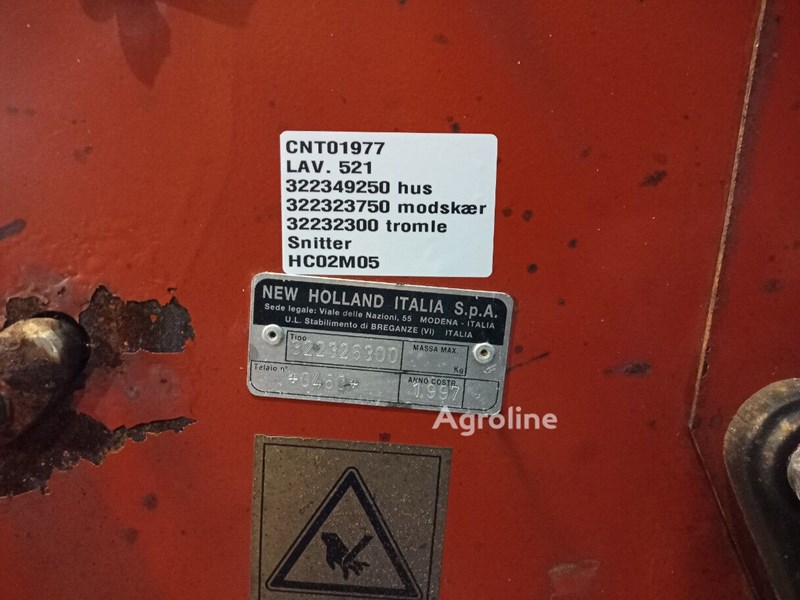 CNT01977
LAV. 521
322349250 hus
322323750 modskær
32232300 tromle
Snitter
HC02M05
NEW HOLLAND ITALIA S.p.A.
Sede legale: Viale delle Nazioni, 55 MODENA - ITALIA
U.L. Stabilimento di BREGANZE (VI) ITALIA
Tipo 322326300 MASSA MAX. Kg
Telaio n° ANNO COSTR. 1997
Agroline